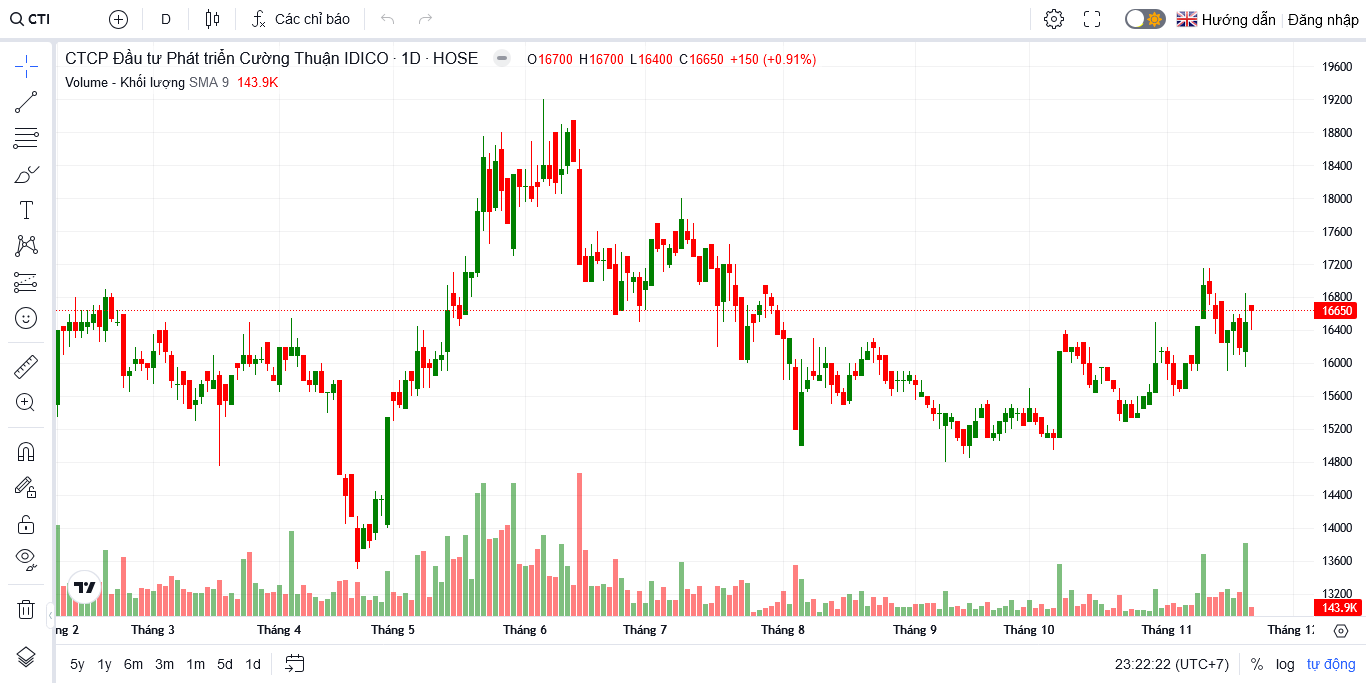 CTI
D
Các chỉ báo
Hướng dẫn
Đăng nhập
CTCP Đầu tư Phát triển Cường Thuận IDICO · 1D · HOSE
O16700 H16700 L16400 C16650 +150 (+0.91%)
Volume - Khối lượng SMA 9 143.9K
19600
19200
18800
18400
18000
17600
17200
16800
16650
16400
16000
15600
15200
14800
14400
14000
13600
13200
143.9K
ng 2 Tháng 3 Tháng 4 Tháng 5 Tháng 6 Tháng 7 Tháng 8 Tháng 9 Tháng 10 Tháng 11 Tháng 12
5y 1y 6m 3m 1m 5d 1d
23:22:22 (UTC+7) % log tự động